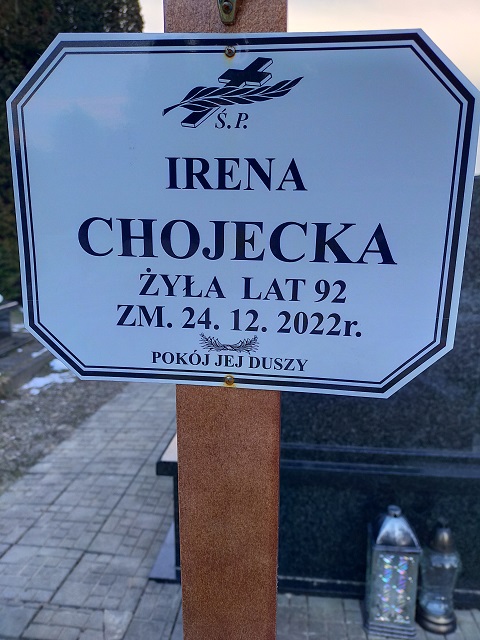 Ś.P.
IRENA
CHOJECKA
ŻYŁA LAT 92
ZM. 24. 12. 2022r.
POKÓJ JEJ DUSZY